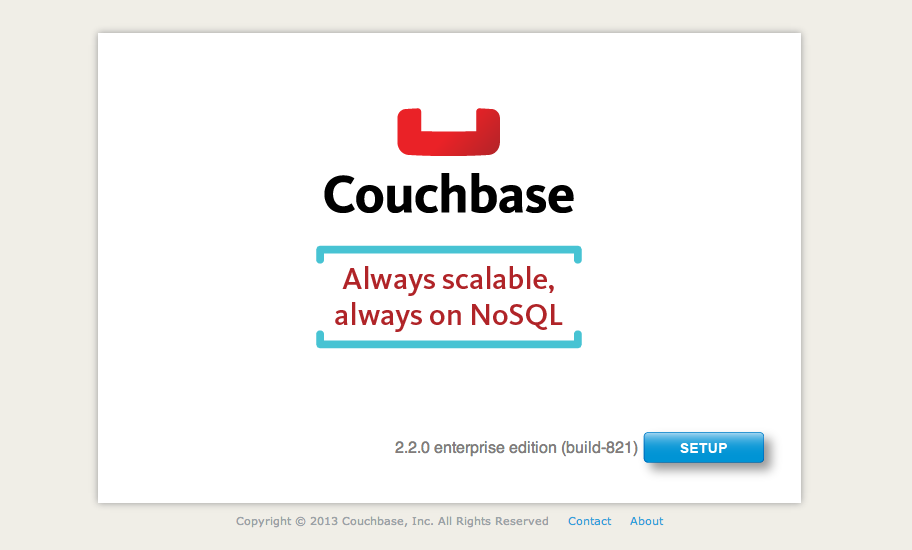 Couchbase
Always scalable,
always on NoSQL
2.2.0 enterprise edition (build-821) SETUP
Copyright © 2013 Couchbase, Inc. All Rights Reserved Contact About